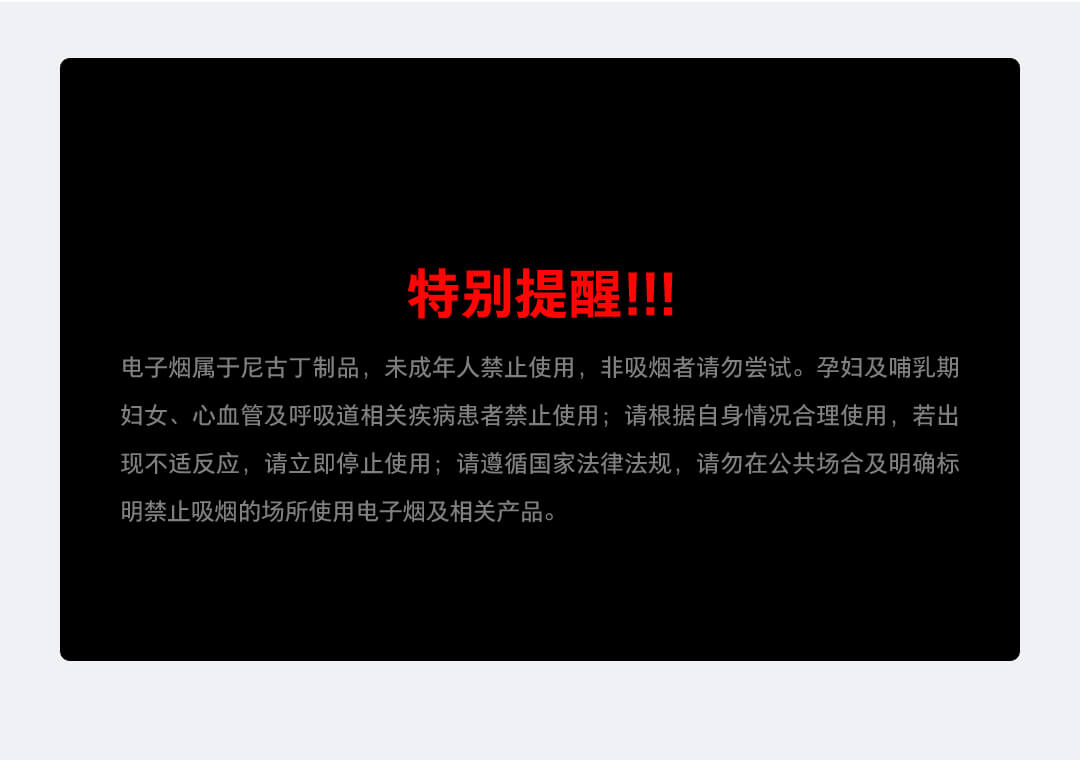 特别提醒!!!
电子烟属于尼古丁制品，未成年人禁止使用，非吸烟者请勿尝试。孕妇及哺乳期
妇女、心血管及呼吸道相关疾病患者禁止使用；请根据自身情况合理使用，若出
现不适反应，请立即停止使用；请遵循国家法律法规，请勿在公共场合及明确标
明禁止吸烟的场所使用电子烟及相关产品。